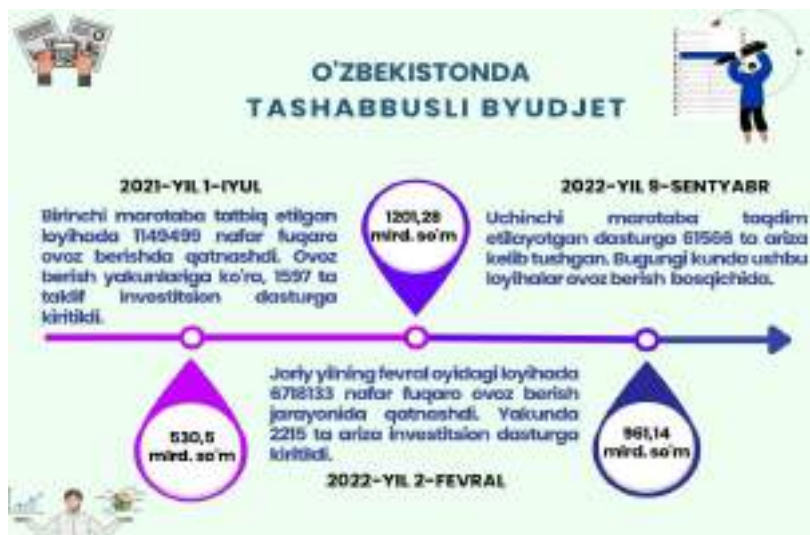 O'ZBEKISTONDA
TASHABBUSLI BYUDJET
2021-YIL 1-IYUL
Birinchi marotaba tatbiq etilgan
loyihada 1149499 nafar fuqaro
ovoz berishda qatnashdi. Ovoz
berish yakunlariga ko'ra, 1597 ta
taklif investitsion dasturga
kiritildi.
530,5
mlrd. so'm
1201,28
mlrd. so'm
Joriy yilning fevral oyidagi loyihada
6718133 nafar fuqaro ovoz berish
jarayonida qatnashdi. Yakunda
2215 ta ariza investitsion dasturga
kiritildi.
2022-YIL 2-FEVRAL
2022-YIL 9-SENTYABR
Uchinchi marotaba taqdim
etilayotgan dasturga 61566 ta ariza
kelib tushgan. Bugungi kunda ushbu
loyihalar ovoz berish bosqichida.
961,14
mlrd. so'm